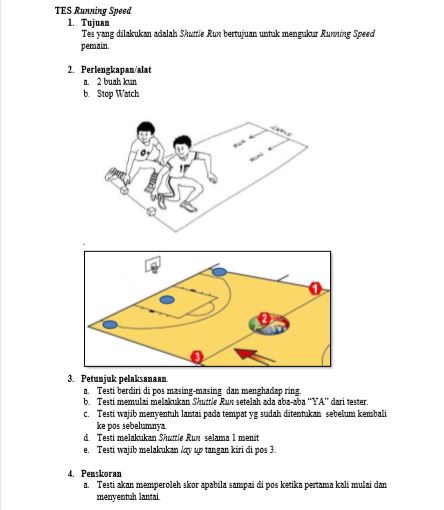 TES Running Speed
1. Tujuan
Tes yang dilakukan adalah Shuttle Run bertujuan untuk mengukur Running Speed
pemain.
2. Perlengkapan/alat
a. 2 buah kun
b. Stop Watch
RUN
RUN
1
2
3
3. Petunjuk pelaksanaan.
a. Testi berdiri di pos masing-masing dan menghadap ring.
b. Testi memulai melakukan Shuttle Run setelah ada aba-aba "YA" dari tester.
c. Testi wajib menyentuh lantai pada tempat yg sudah ditentukan sebelum kembali
ke pos sebelumnya.
d. Testi melakukan Shuttle Run selama 1 menit
e. Testi wajib melakukan lay up tangan kiri di pos 3.
4. Penskoran
a. Testi akan memperoleh skor apabila sampai di pos ketika pertama kali mulai dan
menyentuh lantai.